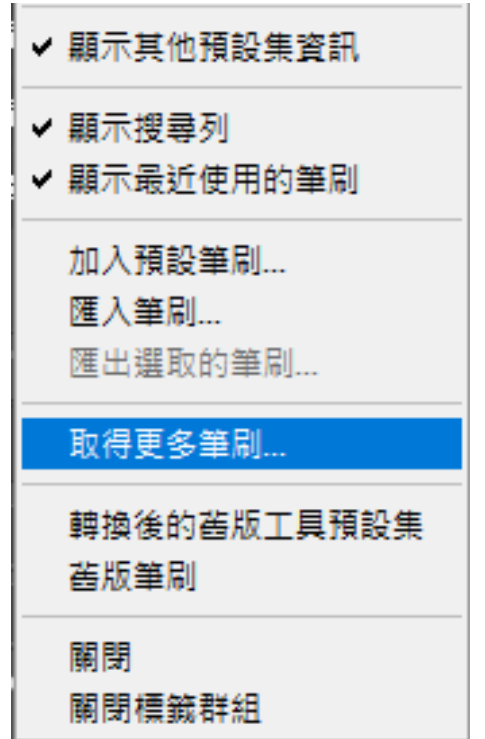 顯示其他預設集資訊
顯示搜尋列
顯示最近使用的筆刷
加入預設筆刷...
匯入筆刷...
匯出選取的筆刷...
取得更多筆刷...
轉換後的舊版工具預設集
舊版筆刷
關閉
關閉標籤群組